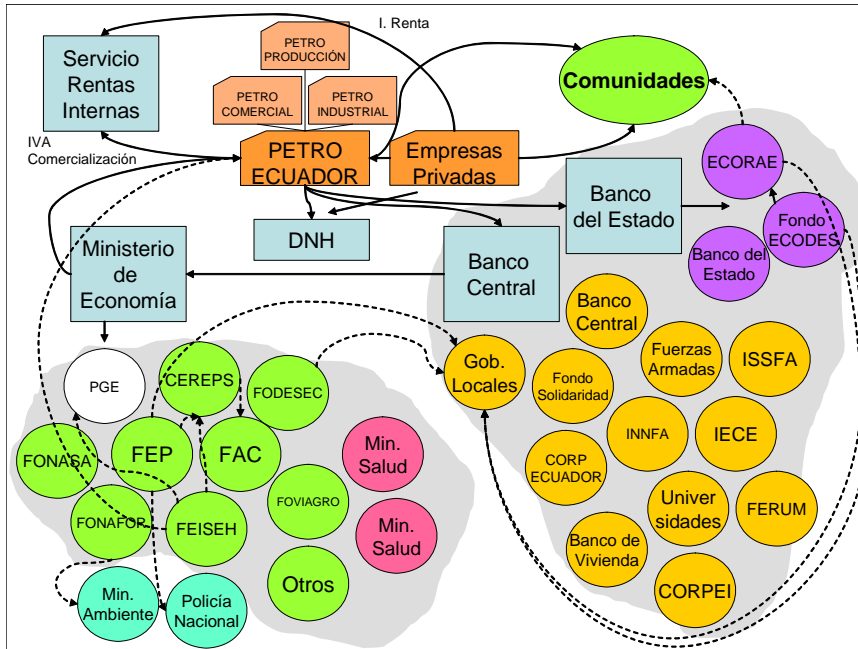 I. Renta
PETRO
PRODUCCIÓN
Servicio
Rentas
Internas
PETRO
COMERCIAL
PETRO
INDUSTRIAL
Comunidades
IVA
Comercialización
PETRO
ECUADOR
Empresas
Privadas
ECORAE
Banco
del Estado
Fondo
ECODES
DNH
Ministerio
de
Economía
Banco
Central
Banco del
Estado
Banco
Central
PGE
CEREPS
FODESEC
Gob.
Locales
Fondo
Solidaridad
Fuerzas
Armadas
ISSFA
FONASA
FEP
FAC
Min.
Salud
INNFA
IECE
CORP
ECUADOR
FONAFOR
FEISEH
FOVIAGRO
Min.
Salud
Univer
sidades
FERUM
Banco de
Vivienda
Otros
CORPEI
Min.
Ambiente
Policía
Nacional